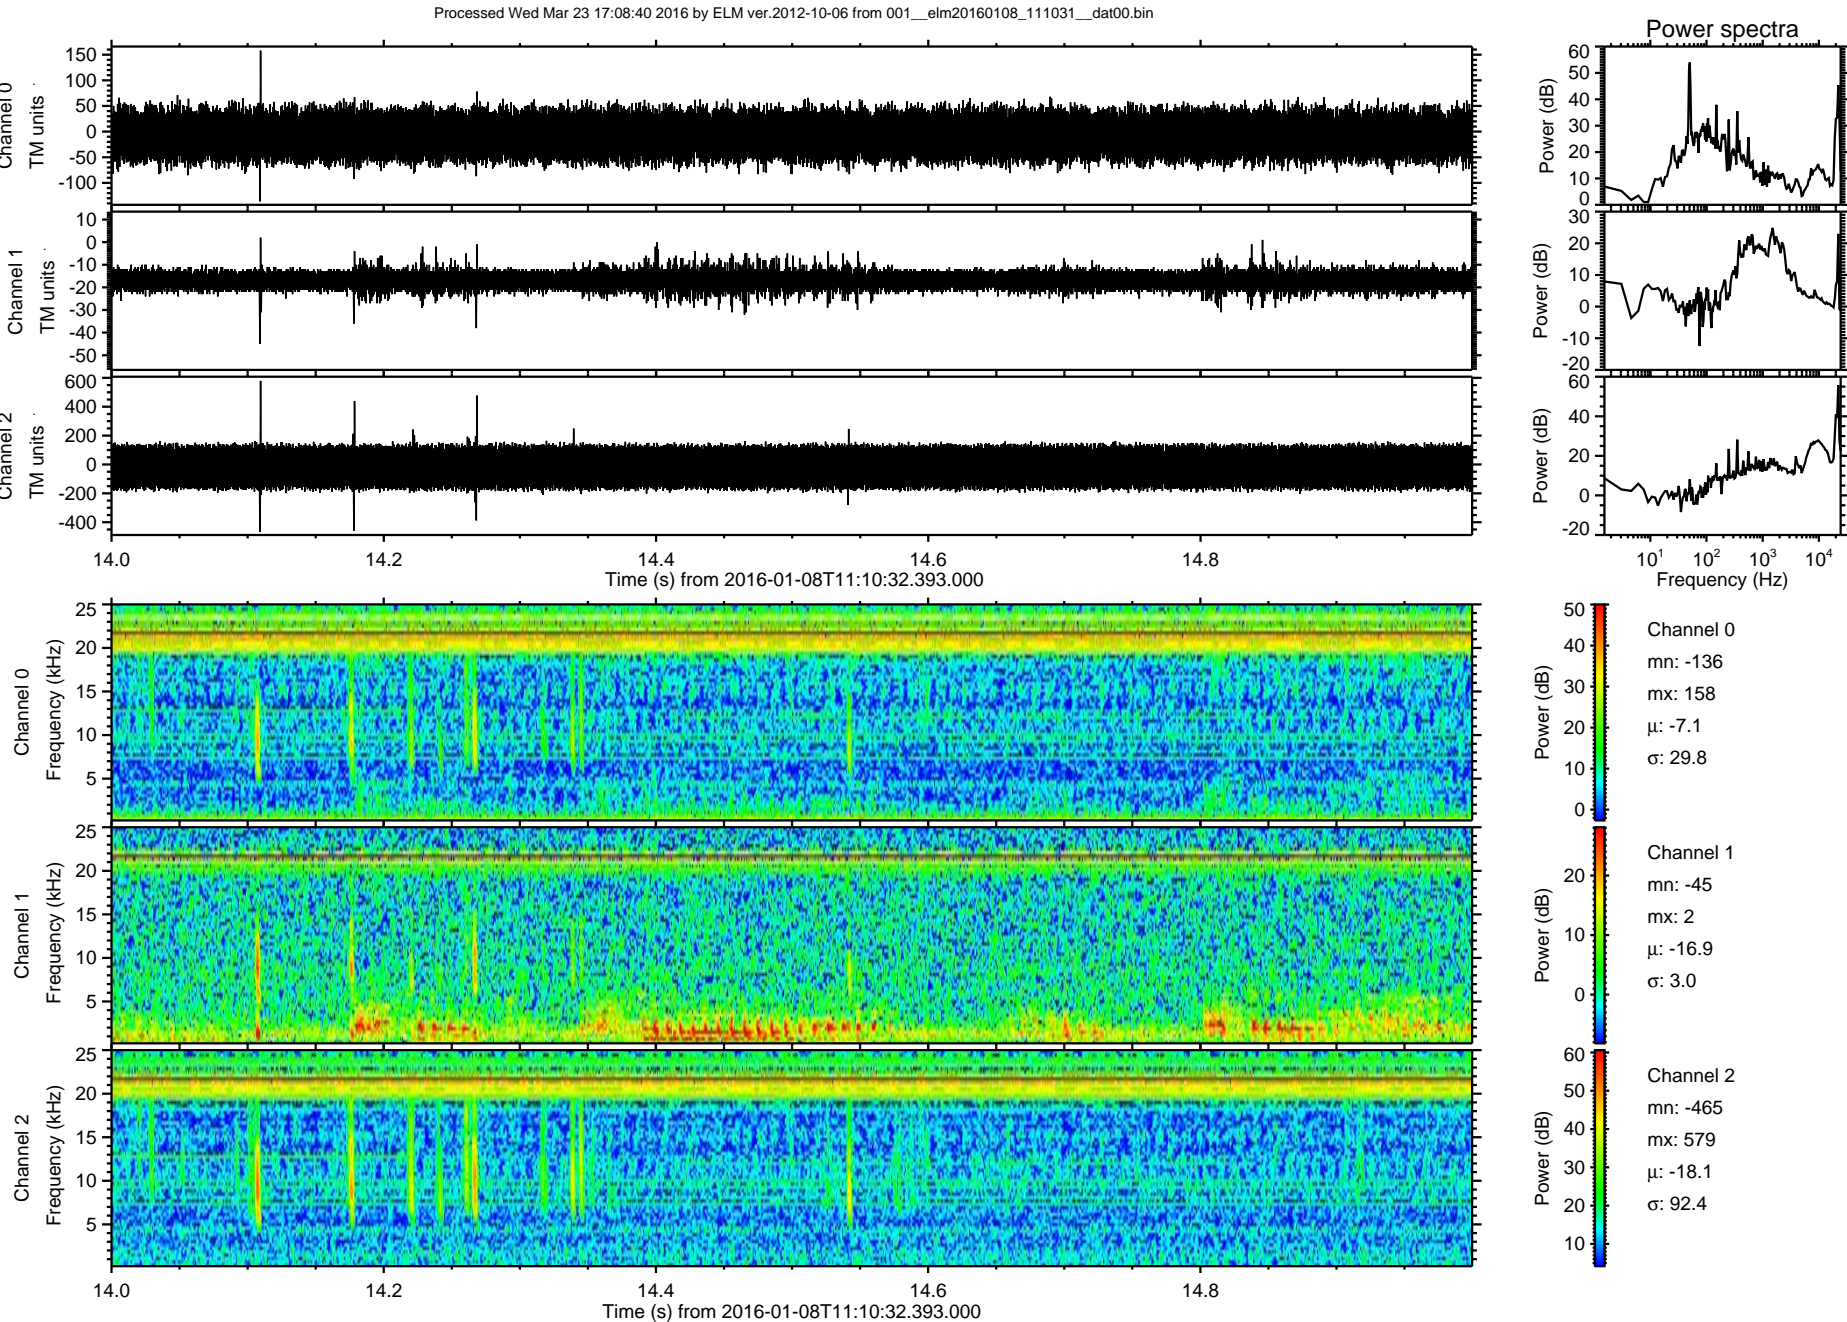 Processed Wed Mar 23 17:08:40 2016 by ELM ver.2012-10-06 from 001__elm20160108_111031__dat00.bin
Power spectra
Channel 0
TM units
150
100
50
0
-50
-100
Power (dB)
60
50
40
30
20
10
0
Channel 1
TM units
10
0
-10
-20
-30
-40
-50
Power (dB)
30
20
10
0
-10
-20
Channel 2
TM units
600
400
200
0
-200
-400
Power (dB)
60
40
20
0
-20
14.0 14.2 14.4 14.6 14.8
Time (s) from 2016-01-08T11:10:32.393.000
10^1 10^2 10^3 10^4
Frequency (Hz)
Channel 0
Frequency (kHz)
25
20
15
10
5
Power (dB)
50
40
30
20
10
0
Channel 0
mn: -136
mx: 158
μ: -7.1
σ: 29.8
Channel 1
Frequency (kHz)
25
20
15
10
5
Power (dB)
20
10
0
Channel 1
mn: -45
mx: 2
μ: -16.9
σ: 3.0
Channel 2
Frequency (kHz)
25
20
15
10
5
Power (dB)
60
50
40
30
20
10
Channel 2
mn: -465
mx: 579
μ: -18.1
σ: 92.4
14.0 14.2 14.4 14.6 14.8
Time (s) from 2016-01-08T11:10:32.393.000